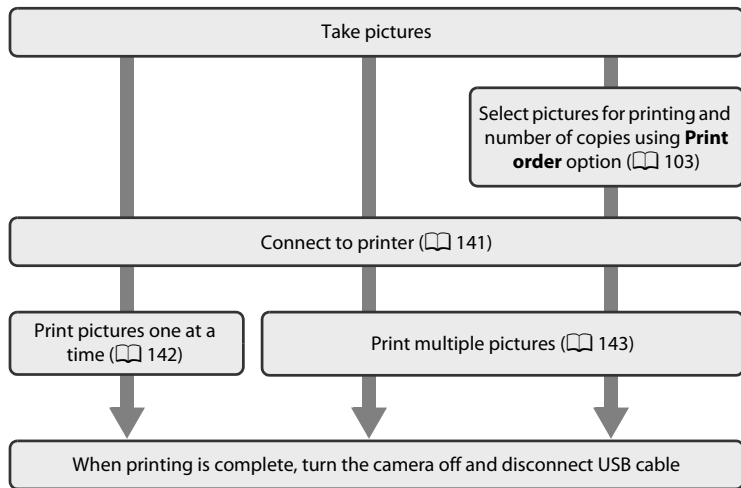 Take pictures
Select pictures for printing and
number of copies using Print
order option (📖 103)
Connect to printer (📖 141)
Print pictures one at a
time (📖 142)
Print multiple pictures (📖 143)
When printing is complete, turn the camera off and disconnect USB cable